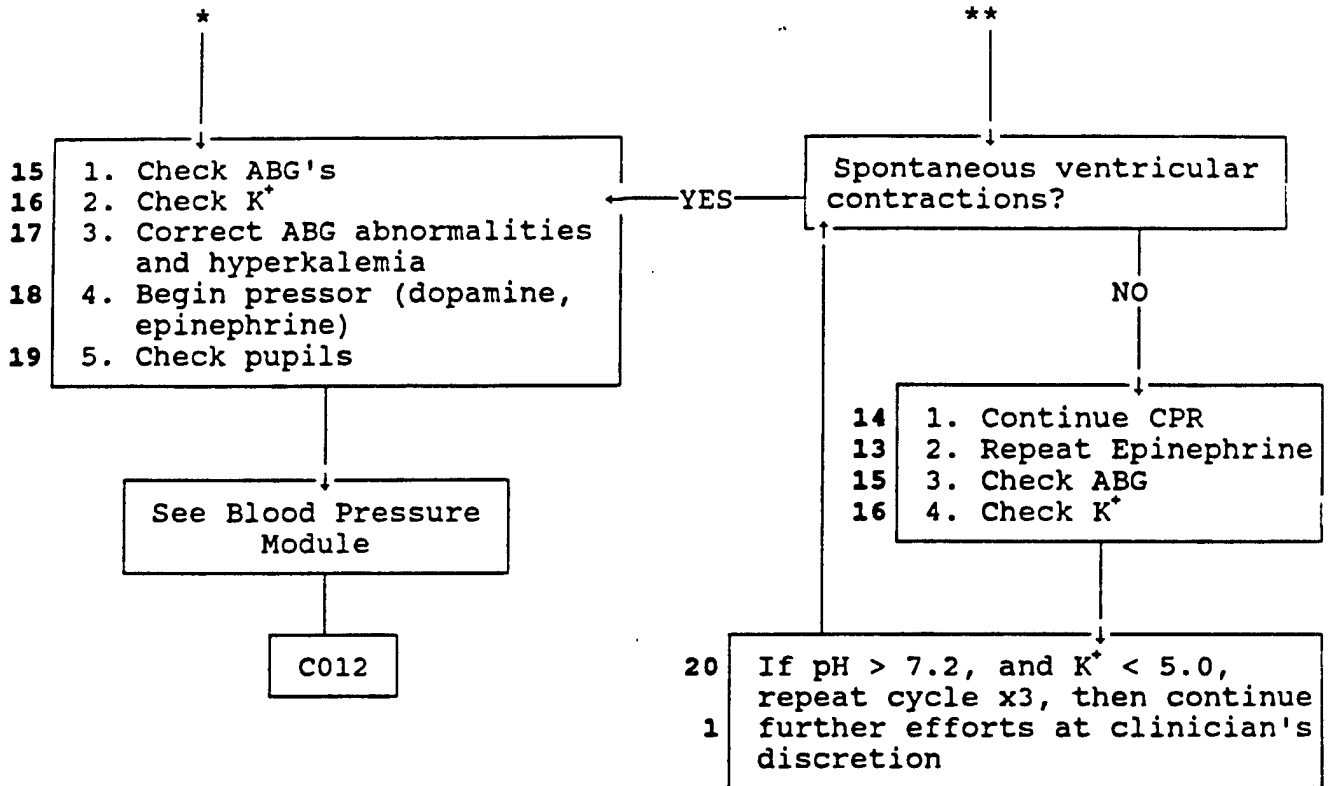 *
**
15 1. Check ABG's
16 2. Check K+
17 3. Correct ABG abnormalities
and hyperkalemia
18 4. Begin pressor (dopamine,
epinephrine)
19 5. Check pupils
YES
Spontaneous ventricular
contractions?
NO
14 1. Continue CPR
13 2. Repeat Epinephrine
15 3. Check ABG
16 4. Check K+
See Blood Pressure
Module
C012
20 If pH > 7.2, and K+ < 5.0,
repeat cycle x3, then continue
1 further efforts at clinician's
discretion